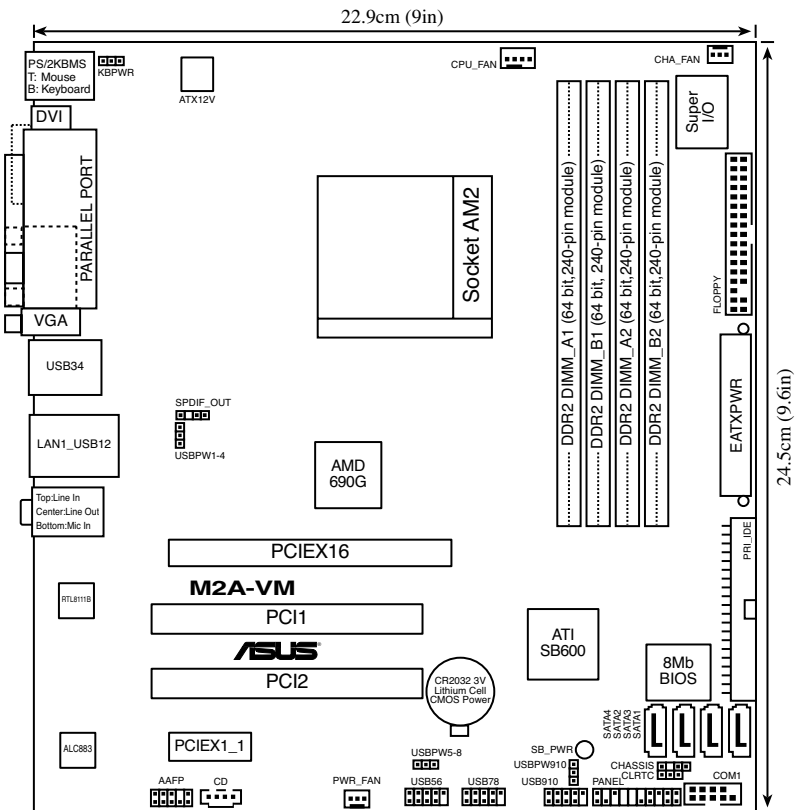 22.9cm (9in)
PS/2KBMS
T: Mouse
B: Keyboard
KBPWR
ATX12V
CPU_FAN
CHA_FAN
Super
I/O
DVI
PARALLEL PORT
VGA
Socket AM2
DDR2 DIMM_A1 (64 bit,240-pin module)
DDR2 DIMM_B1 (64 bit, 240-pin module)
DDR2 DIMM_A2 (64 bit,240-pin module)
DDR2 DIMM_B2 (64 bit,240-pin module)
FLOPPY
24.5cm (9.6in)
USB34
EATXPWR
SPDIF_OUT
USBPW1-4
LAN1_USB12
AMD
690G
Top:Line In
Center:Line Out
Bottom:Mic In
PRI_IDE
PCIEX16
M2A-VM
RTL8111B
PCI1
ASUS
ATI
SB600
8Mb
BIOS
PCI2
CR2032 3V
Lithium Cell
CMOS Power
SATA4
SATA2
SATA3
SATA1
ALC883
PCIEX1_1
USBPW5-8
SB_PWR
USBPW910
CHASSIS
CLRTC
AAFP
CD
PWR_FAN
USB56
USB78
USB910
PANEL
COM1